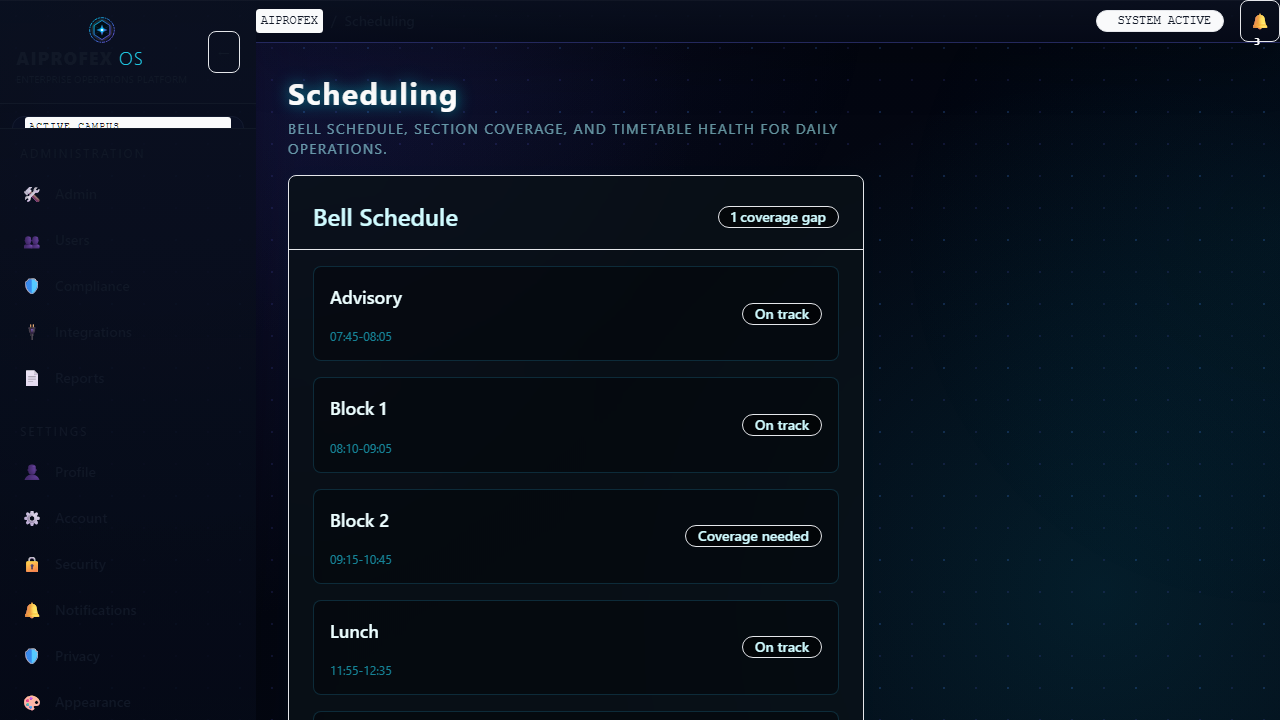 AIPROFEX OS
ENTERPRISE OPERATIONS PLATFORM
ACTIVE CAMPUS
ADMINISTRATION
Admin
Users
Compliance
Integrations
Reports
SETTINGS
Profile
Account
Security
Notifications
Privacy
Appearance
AIPROFEX / Scheduling
SYSTEM ACTIVE
3
Scheduling
BELL SCHEDULE, SECTION COVERAGE, AND TIMETABLE HEALTH FOR DAILY
OPERATIONS.
Bell Schedule
1 coverage gap
Advisory
07:45-08:05
On track
Block 1
08:10-09:05
On track
Block 2
09:15-10:45
Coverage needed
Lunch
11:55-12:35
On track